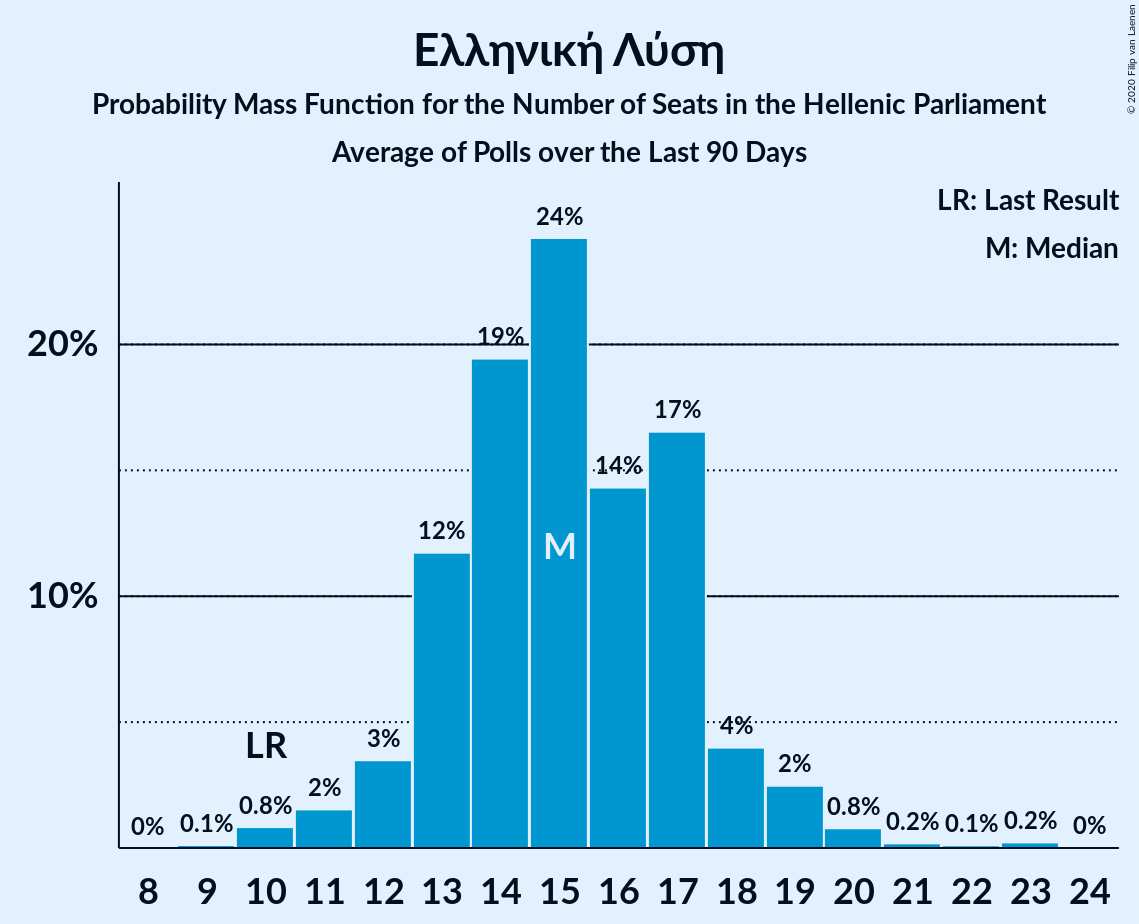 Ελληνική Λύση
Probability Mass Function for the Number of Seats in the Hellenic Parliament
Average of Polls over the Last 90 Days
© 2020 Filip van Laenen
LR: Last Result
M: Median
20%
10%
0%
0.1%
0.8%
2%
3%
12%
19%
24%
14%
17%
4%
2%
0.8%
0.2%
0.1%
0.2%
0%
LR
M
8 9 10 11 12 13 14 15 16 17 18 19 20 21 22 23 24